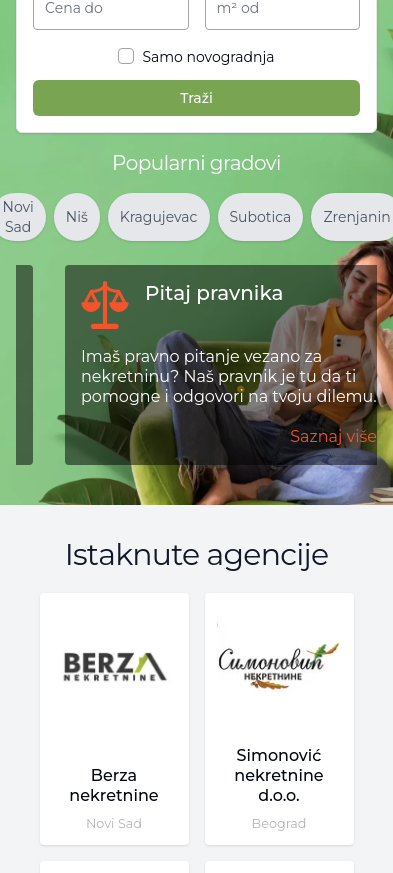 Cena do
m² od
Samo novogradnja
Traži
Popularni gradovi
Novi
Sad
Niš
Kragujevac
Subotica
Zrenjanin
Pitaj pravnika
Imaš pravno pitanje vezano za
nekretninu? Naš pravnik je tu da ti
pomogne i odgovori na tvoju dilemu.
Saznaj više
Istaknute agencije
BERZA
NEKRETNINE
Симоновић
НЕКРЕТНИНЕ
Berza
nekretnine
Novi Sad
Simonović
nekretnine
d.o.o.
Beograd